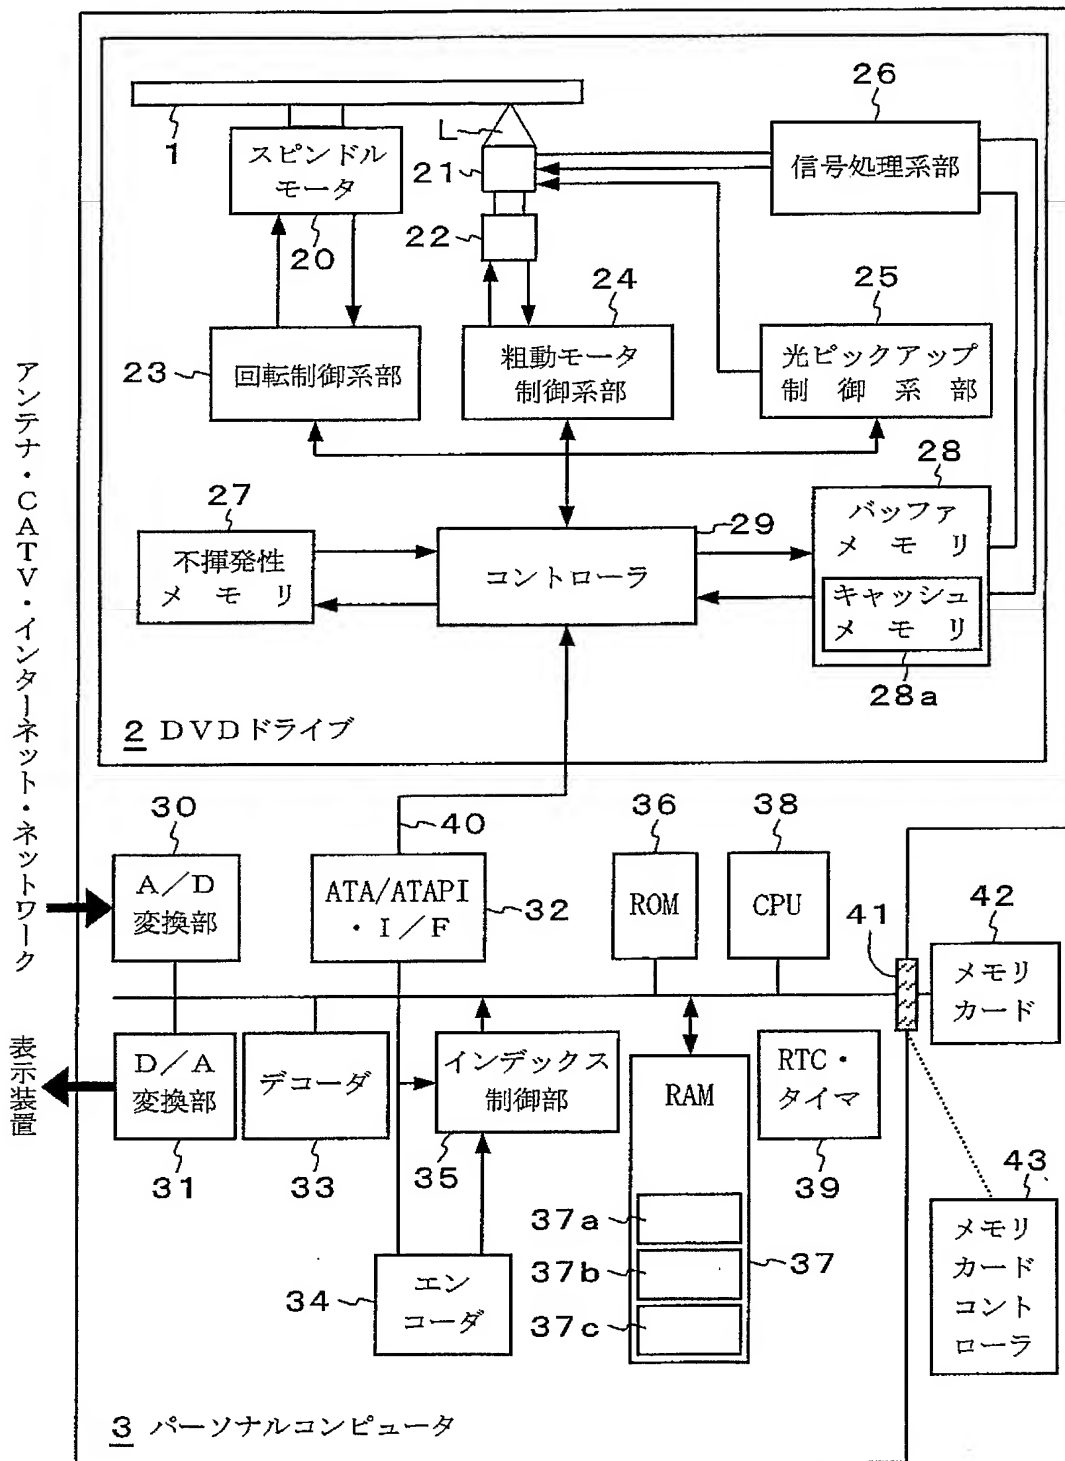 1
スピンドル
モータ
20
L
21
22
26
信号処理系部
23
回転制御系部
24
粗動モータ
制御系部
25
光ピックアップ
制御系部
27
不揮発性
メモリ
29
コントローラ
28
バッファ
メモリ
キャッシュ
メモリ
28a
2 DVDドライブ
アンテナ・CATV・インターネット・ネットワーク
表示装置
30
A/D
変換部
40
ATA/ATAPI
・I/F
32
36
ROM
38
CPU
41
42
メモリ
カード
D/A
変換部
31
デコーダ
33
インデックス
制御部
35
RAM
37a
37b
37c
37
RTC・
タイマ
39
43
メモリ
カード
コント
ローラ
34
エン
コーダ
3 パーソナルコンピュータ